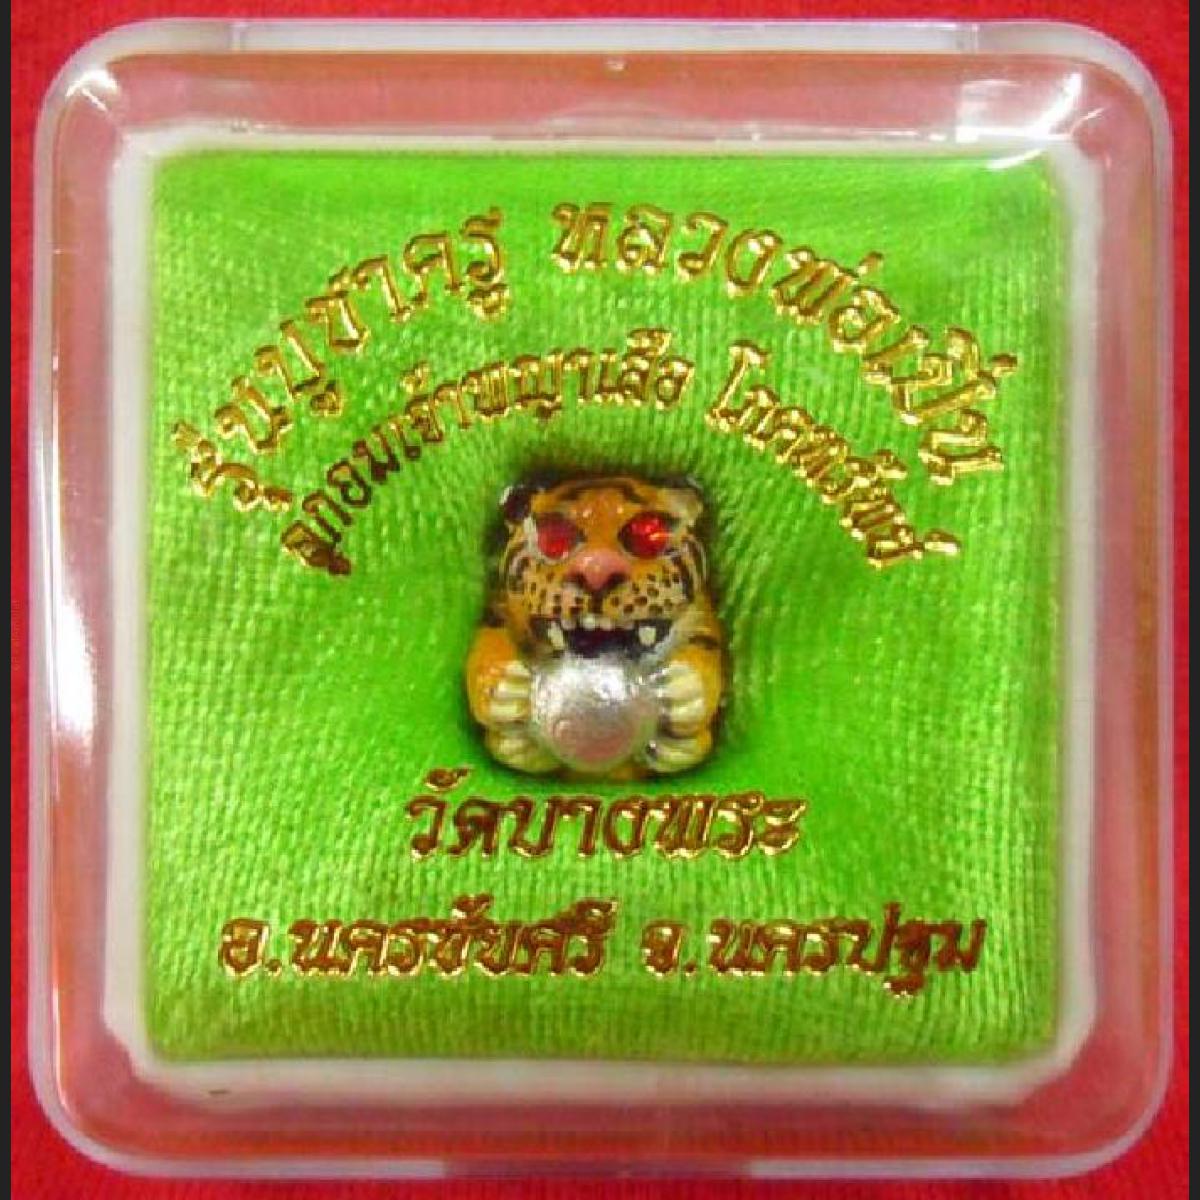 รุ่นบูชาครู หลวงพ่อเปิ่น
ลูกอมเจ้าพญาเสือ โภคทรัพย์
วัดบางพระ
อ.นครชัยศรี จ.นครปฐม